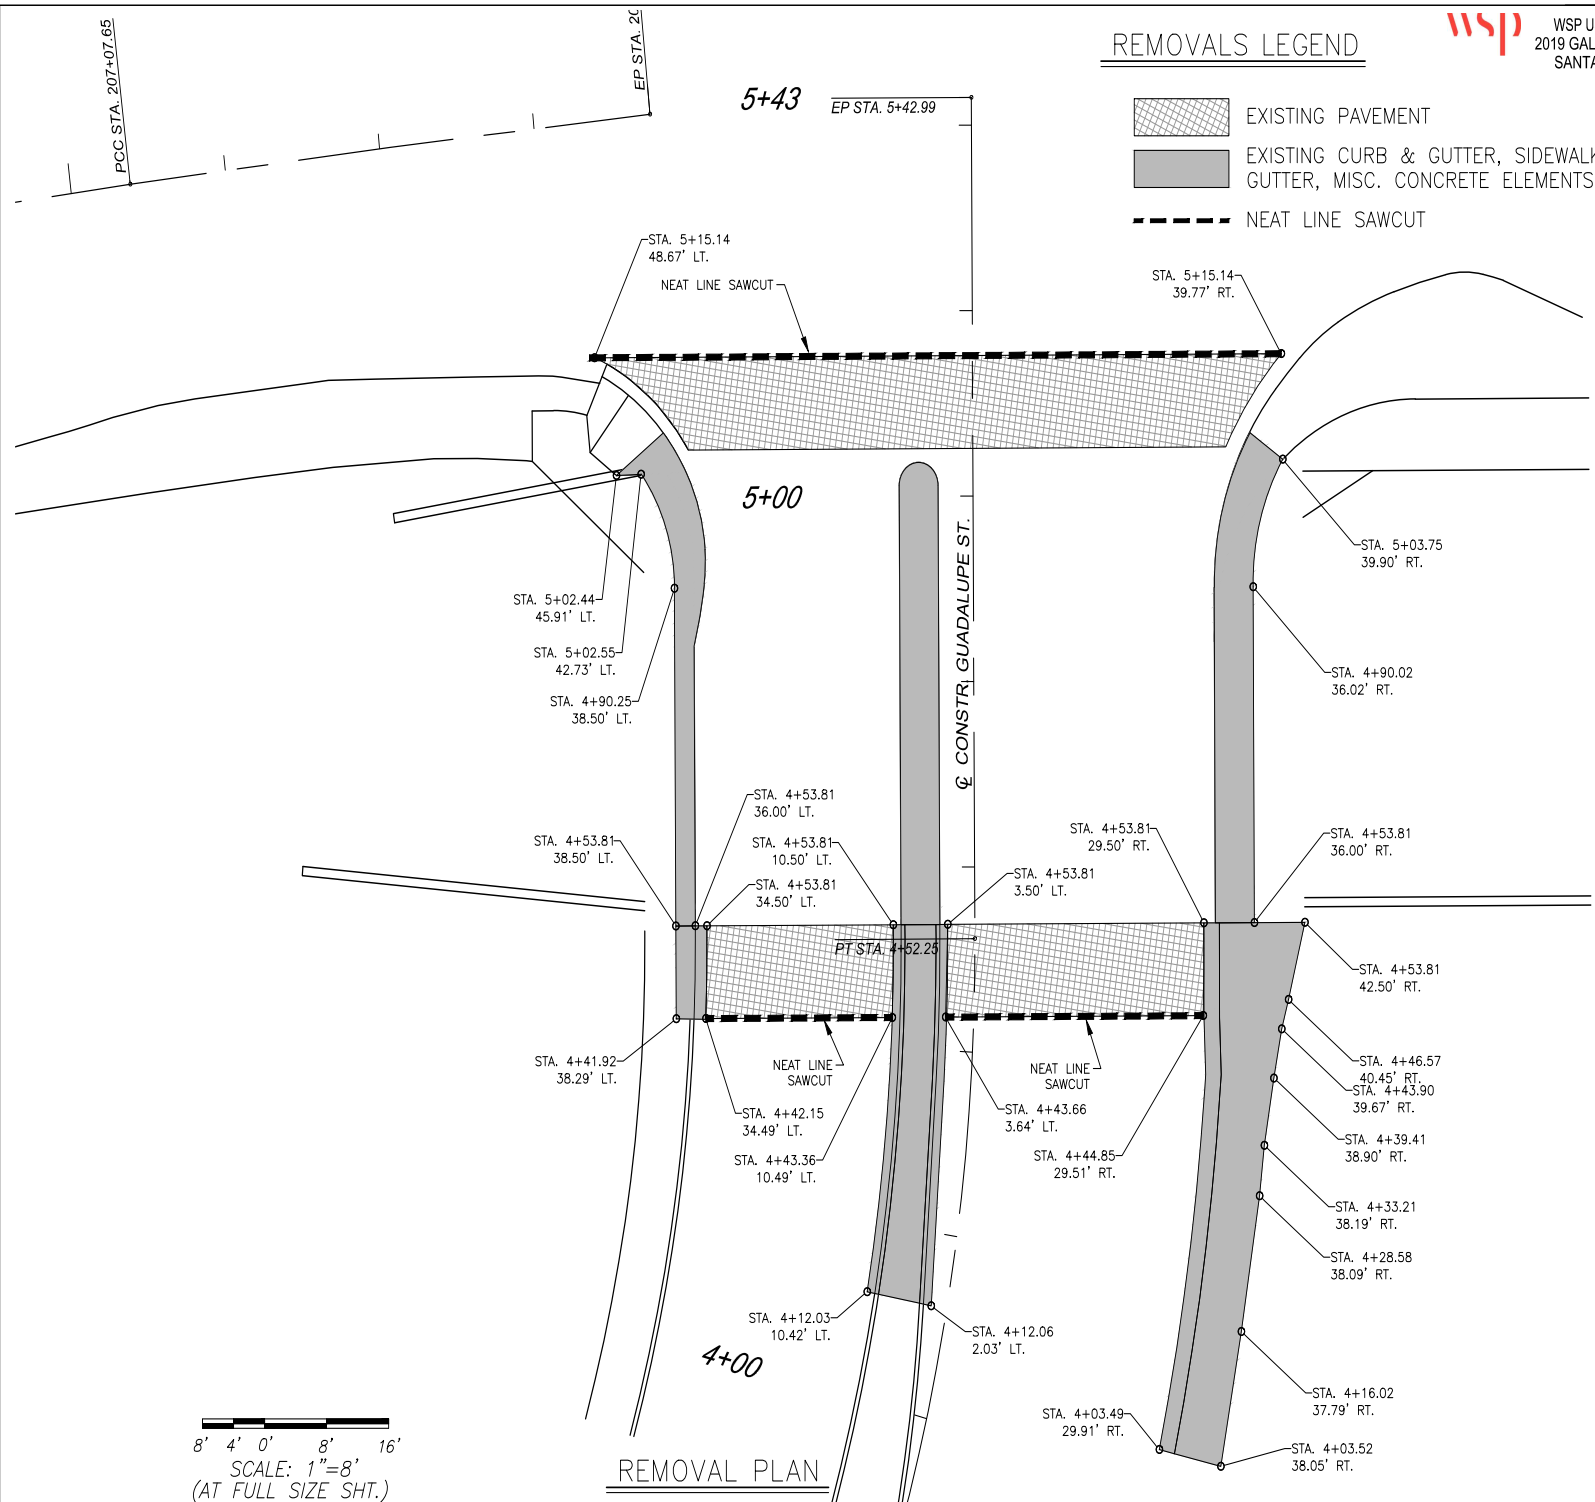 REMOVALS LEGEND
wsp
WSP U
2019 GAL
SANTA
PCC STA. 207+07.65
EP STA. 20
5+43
EP STA. 5+42.99
EXISTING PAVEMENT
EXISTING CURB & GUTTER, SIDEWALK
GUTTER, MISC. CONCRETE ELEMENTS
NEAT LINE SAWCUT
STA. 5+15.14
48.67' LT.
NEAT LINE SAWCUT
STA. 5+15.14
39.77' RT.
5+00
℄ CONSTR. GUADALUPE ST.
STA. 5+03.75
39.90' RT.
STA. 5+02.44
45.91' LT.
STA. 5+02.55
42.73' LT.
STA. 4+90.25
38.50' LT.
STA. 4+90.02
36.02' RT.
STA. 4+53.81
36.00' LT.
STA. 4+53.81
38.50' LT.
STA. 4+53.81
10.50' LT.
STA. 4+53.81
34.50' LT.
STA. 4+53.81
29.50' RT.
STA. 4+53.81
3.50' LT.
STA. 4+53.81
36.00' RT.
PT STA. 4+52.25
STA. 4+53.81
42.50' RT.
STA. 4+41.92
38.29' LT.
NEAT LINE
SAWCUT
NEAT LINE
SAWCUT
STA. 4+46.57
40.45' RT.
STA. 4+43.90
39.67' RT.
STA. 4+42.15
34.49' LT.
STA. 4+43.66
3.64' LT.
STA. 4+43.36
10.49' LT.
STA. 4+44.85
29.51' RT.
STA. 4+39.41
38.90' RT.
STA. 4+33.21
38.19' RT.
STA. 4+28.58
38.09' RT.
STA. 4+12.03
10.42' LT.
STA. 4+12.06
2.03' LT.
4+00
STA. 4+16.02
37.79' RT.
STA. 4+03.49
29.91' RT.
STA. 4+03.52
38.05' RT.
8' 4' 0' 8' 16'
SCALE: 1"=8'
(AT FULL SIZE SHT.)
REMOVAL PLAN